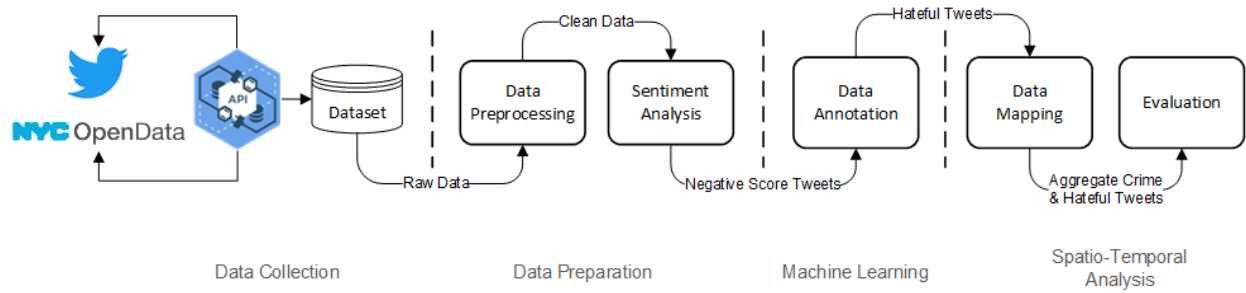 Clean Data
Hateful Tweets
API
Dataset
NYC OpenData
Data
Preprocessing
Sentiment
Analysis
Data
Annotation
Data
Mapping
Evaluation
Raw Data
Negative Score Tweets
Aggregate Crime
& Hateful Tweets
Data Collection
Data Preparation
Machine Learning
Spatio-Temporal
Analysis